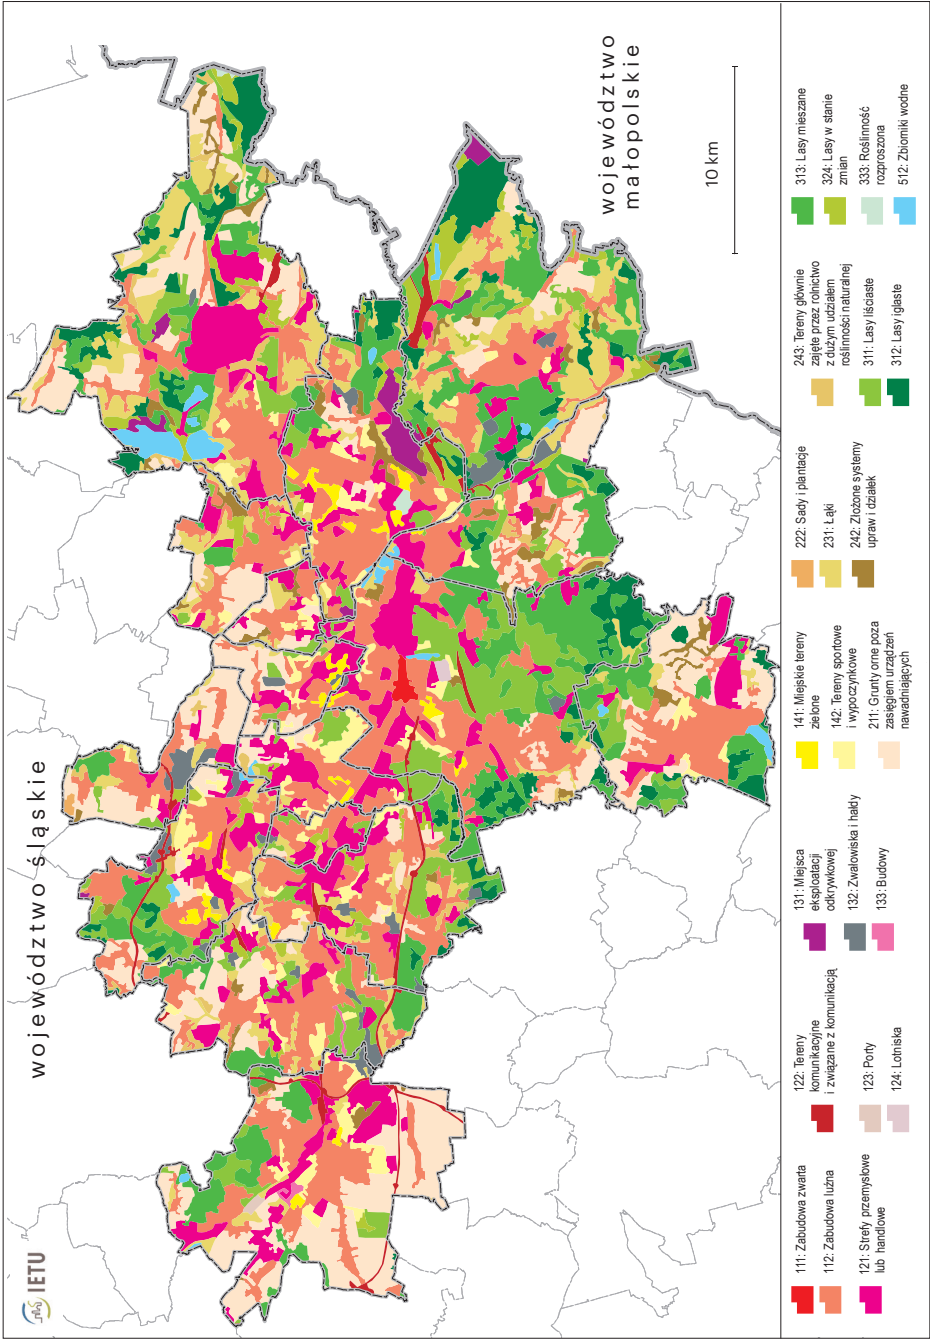 IETU
województwo śląskie
województwo
małopolskie
10 km
111: Zabudowa zwarta
112: Zabudowa luźna
121: Strefy przemysłowe
lub handlowe
122: Tereny
komunikacyjne
i związane z komunikacją
123: Porty
124: Lotniska
131: Miejsca
eksploatacji
odkrywkowej
132: Zwałowiska i hałdy
133: Budowy
141: Miejskie tereny
zielone
142: Tereny sportowe
i wypoczynkowe
211: Grunty orne poza
zasięgiem urządzeń
nawadniających
222: Sady i plantacje
231: Łąki
242: Złożone systemy
upraw i działek
243: Tereny głównie
zajęte przez rolnictwo
z dużym udziałem
roślinności naturalnej
311: Lasy liściaste
312: Lasy iglaste
313: Lasy mieszane
324: Lasy w stanie
zmian
333: Roślinność
rozproszona
512: Zbiorniki wodne